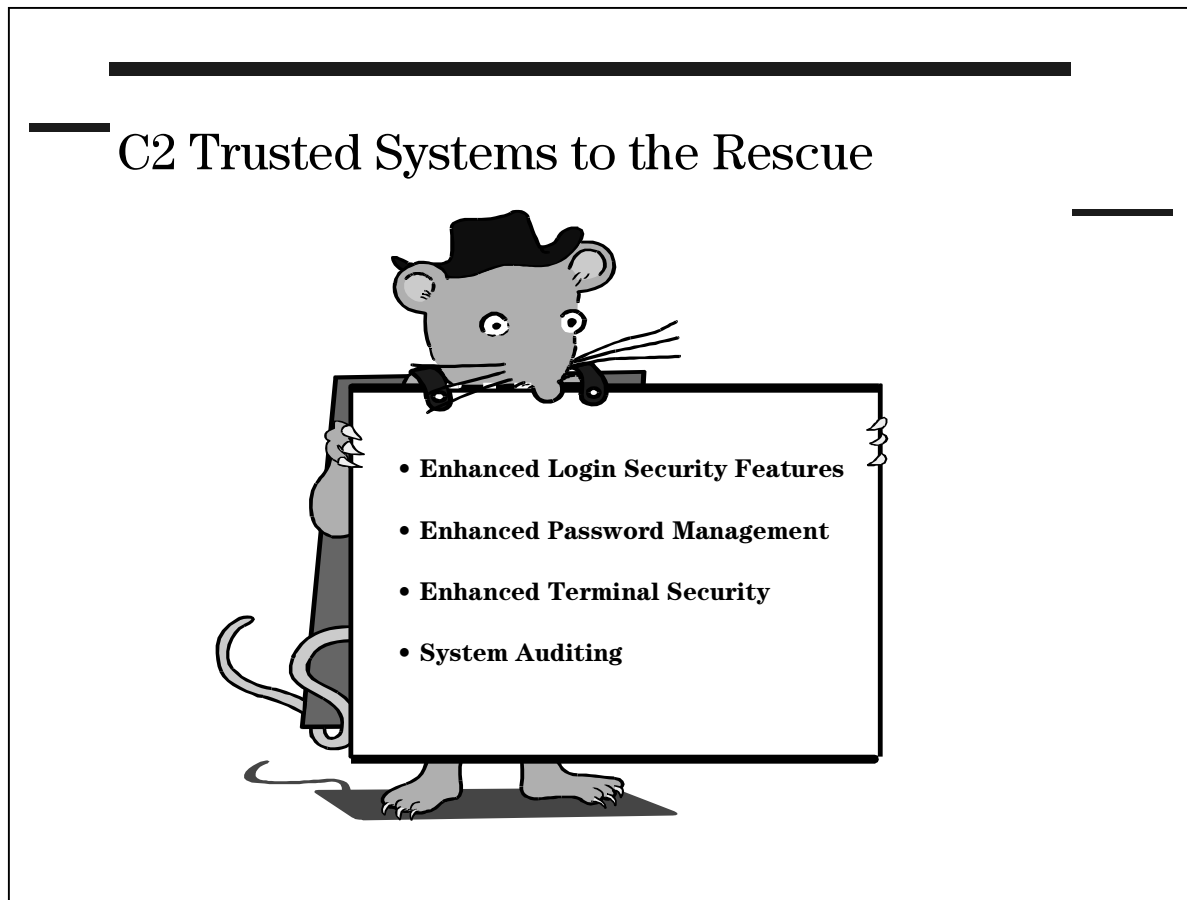 C2 Trusted Systems to the Rescue
• Enhanced Login Security Features
• Enhanced Password Management
• Enhanced Terminal Security
• System Auditing